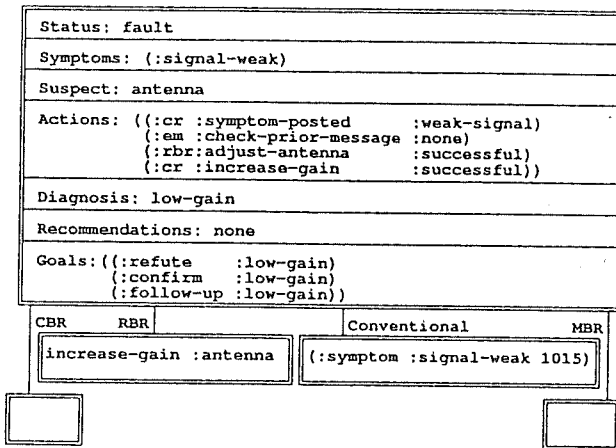 Status: fault
Symptoms: (:signal-weak)
Suspect: antenna
Actions: ((:cr :symptom-posted :weak-signal)
(:em :check-prior-message :none)
(:rbr:adjust-antenna :successful)
(:cr :increase-gain :successful))
Diagnosis: low-gain
Recommendations: none
Goals:((:refute :low-gain)
(:confirm :low-gain)
(:follow-up :low-gain))
CBR RBR Conventional MBR
increase-gain :antenna (:symptom :signal-weak 1015)